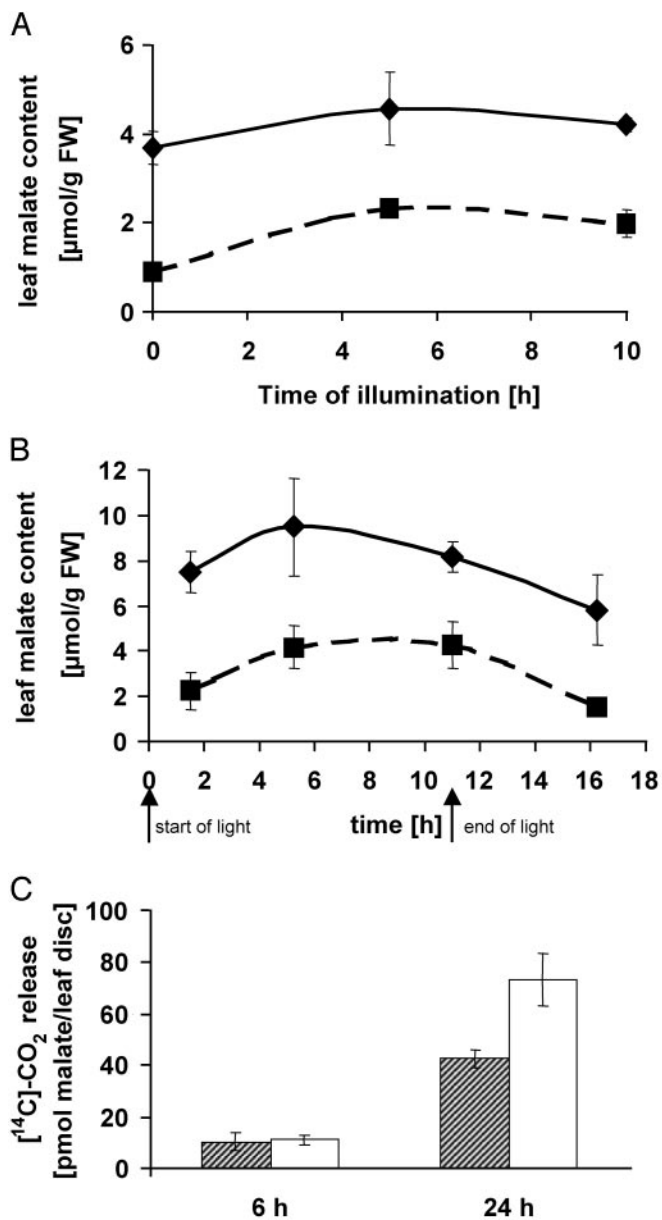 A
leaf malate content
[µmol/g FW]
6
4
2
0
0 2 4 6 8 10
Time of illumination [h]
B
leaf malate content
[µmol/g FW]
12
10
8
6
4
2
0
0 2 4 6 8 10 12 14 16 18
start of light
time [h]
end of light
C
[¹⁴C]-CO₂ release
[pmol malate/leaf disc]
100
80
60
40
20
0
6 h 24 h